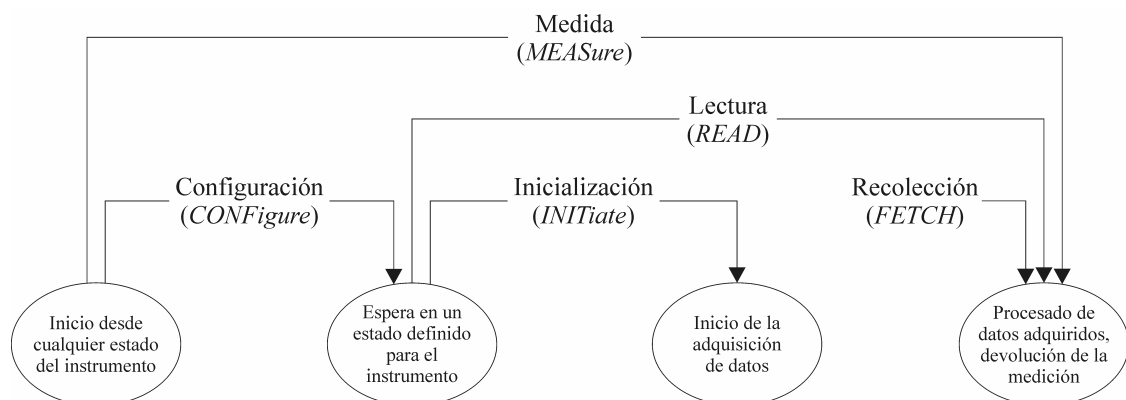 Medida
(MEASure)
Lectura
(READ)
Configuración
(CONFigure)
Inicialización
(INITiate)
Recolección
(FETCH)
Inicio desde
cualquier estado
del instrumento
Espera en un
estado definido
para el
instrumento
Inicio de la
adquisición
de datos
Procesado de
datos adquiridos,
devolución de la
medición